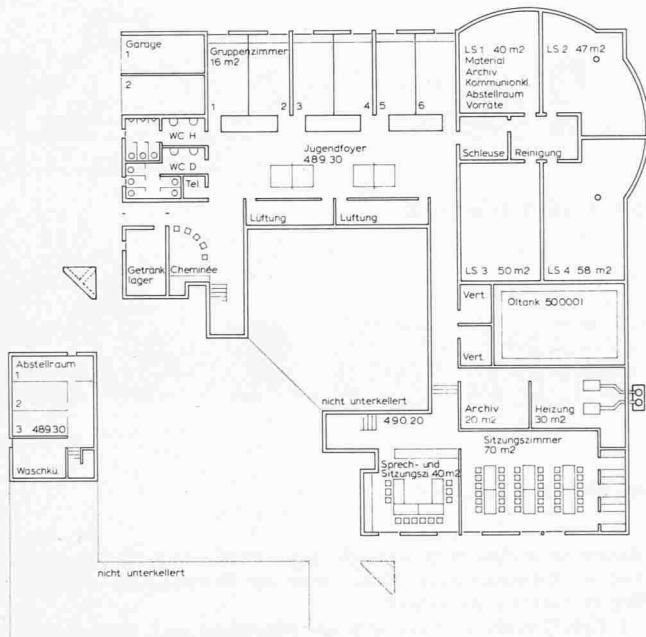 Garage
1
2
Gruppenzimmer
16 m2
1 2 3 4 5 6
LS 1 40 m2
Material
Archiv
Kommunionkl.
Abstellraum
Vorrate
LS 2 47 m2
WC H
WC D
Tel
Jugendfoyer
489.30
Schleuse
Reinigung
Lüftung
Lüftung
Getränk
lager
Cheminée
LS 3 50 m2
LS 4 58 m2
Vert.
Oltank 50000 l
Vert.
Abstellraum
1
2
3 489.30
Waschkü.
nicht unterkellert
490.20
Archiv
20 m2
Heizung
30 m2
Sitzungszimmer
70 m2
Sprech- und
Sitzungszi. 40 m2
nicht unterkellert